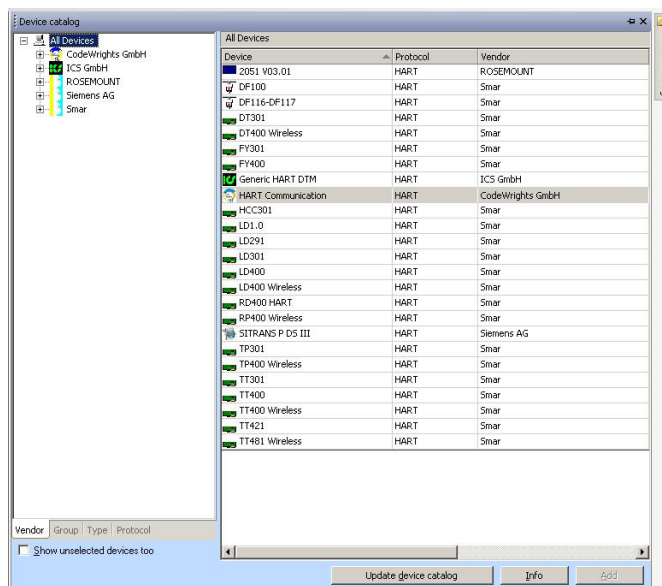 Device catalog
All Devices
CodeWrights GmbH
ICS GmbH
ROSEMOUNT
Siemens AG
Smar
All Devices
Device Protocol Vendor
2051 V03.01 HART ROSEMOUNT
DF100 HART Smar
DF116-DF117 HART Smar
DT301 HART Smar
DT400 Wireless HART Smar
FY301 HART Smar
FY400 HART Smar
Generic HART DTM HART ICS GmbH
HART Communication HART CodeWrights GmbH
HCC301 HART Smar
LD1.0 HART Smar
LD291 HART Smar
LD301 HART Smar
LD400 HART Smar
LD400 Wireless HART Smar
RD400 HART HART Smar
RP400 Wireless HART Smar
SITRANS P DS III HART Siemens AG
TP301 HART Smar
TP400 Wireless HART Smar
TT301 HART Smar
TT400 HART Smar
TT400 Wireless HART Smar
TT421 HART Smar
TT481 Wireless HART Smar
Vendor Group Type Protocol
Show unselected devices too
Update device catalog Info Add